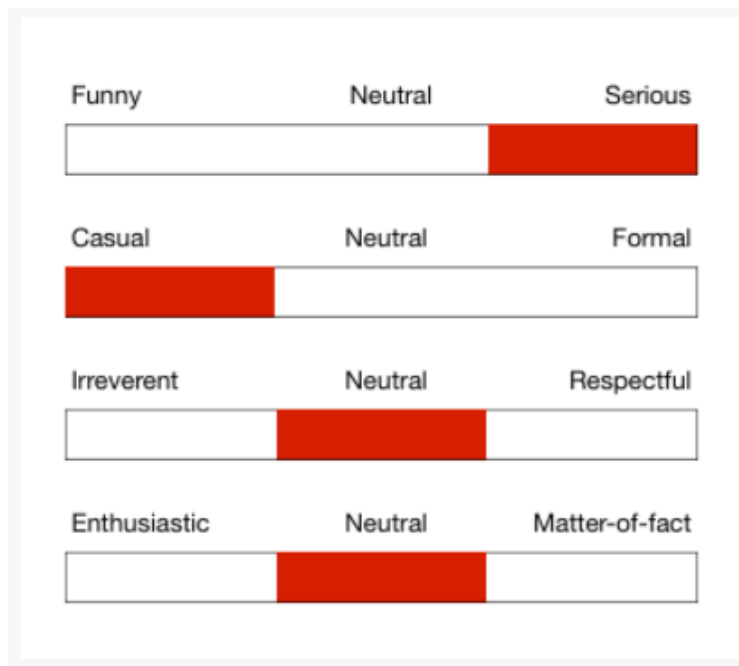 Funny Neutral Serious
Casual Neutral Formal
Irreverent Neutral Respectful
Enthusiastic Neutral Matter-of-fact